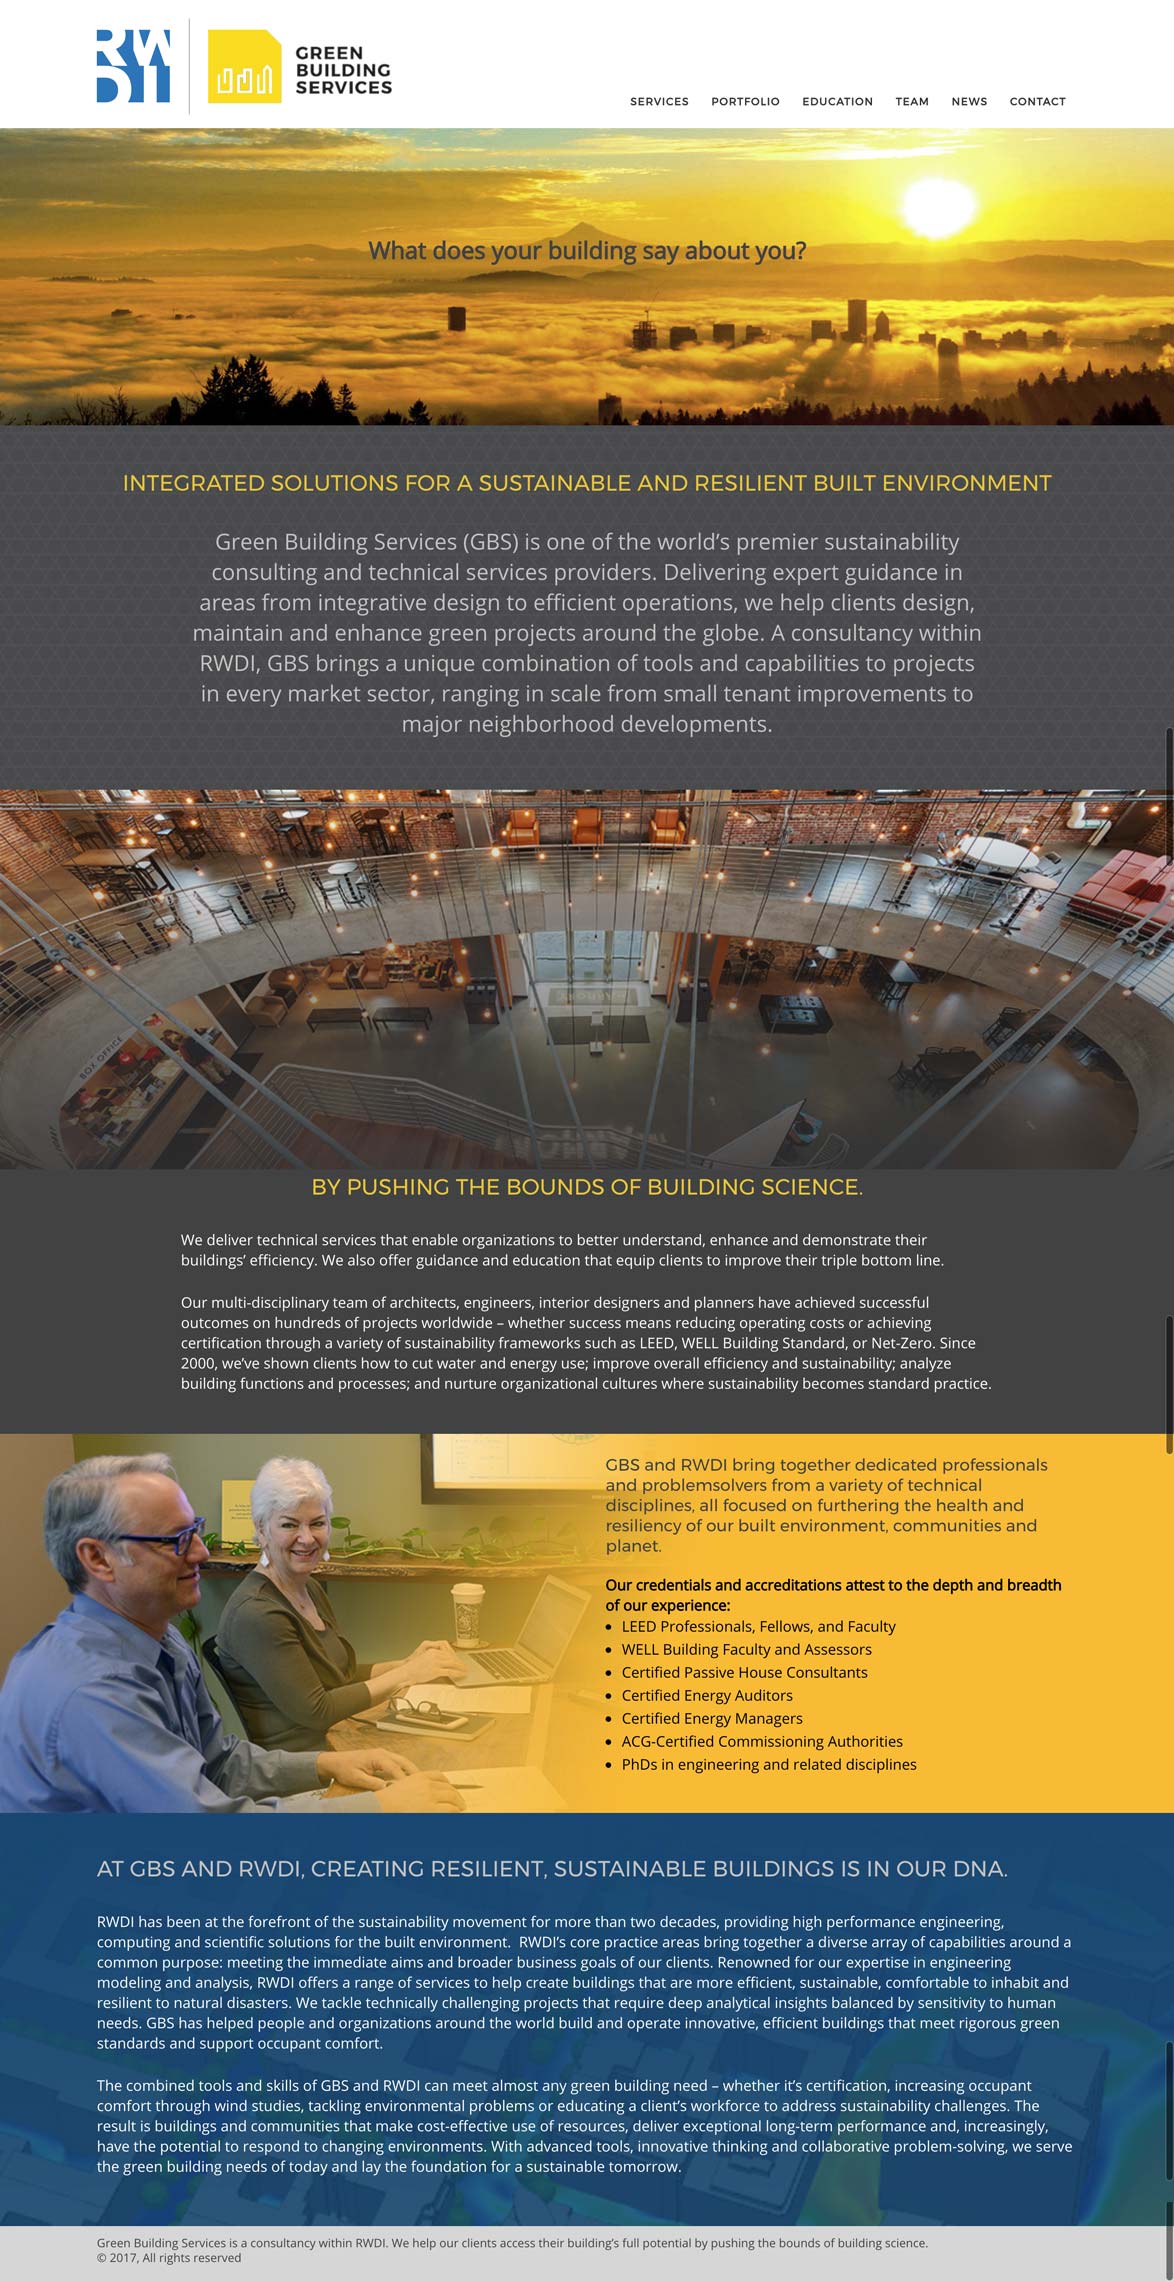 RWDI
GREEN
BUILDING
SERVICES
SERVICES PORTFOLIO EDUCATION TEAM NEWS CONTACT
What does your building say about you?
INTEGRATED SOLUTIONS FOR A SUSTAINABLE AND RESILIENT BUILT ENVIRONMENT
Green Building Services (GBS) is one of the world’s premier sustainability
consulting and technical services providers. Delivering expert guidance in
areas from integrative design to efficient operations, we help clients design,
maintain and enhance green projects around the globe. A consultancy within
RWDI, GBS brings a unique combination of tools and capabilities to projects
in every market sector, ranging in scale from small tenant improvements to
major neighborhood developments.
BOX OFFICE
BY PUSHING THE BOUNDS OF BUILDING SCIENCE.
We deliver technical services that enable organizations to better understand, enhance and demonstrate their
buildings’ efficiency. We also offer guidance and education that equip clients to improve their triple bottom line.
Our multi-disciplinary team of architects, engineers, interior designers and planners have achieved successful
outcomes on hundreds of projects worldwide – whether success means reducing operating costs or achieving
certification through a variety of sustainability frameworks such as LEED, WELL Building Standard, or Net-Zero. Since
2000, we’ve shown clients how to cut water and energy use; improve overall efficiency and sustainability; analyze
building functions and processes; and nurture organizational cultures where sustainability becomes standard practice.
GBS and RWDI bring together dedicated professionals
and problemsolvers from a variety of technical
disciplines, all focused on furthering the health and
resiliency of our built environment, communities and
planet.
Our credentials and accreditations attest to the depth and breadth
of our experience:
• LEED Professionals, Fellows, and Faculty
• WELL Building Faculty and Assessors
• Certified Passive House Consultants
• Certified Energy Auditors
• Certified Energy Managers
• ACG-Certified Commissioning Authorities
• PhDs in engineering and related disciplines
AT GBS AND RWDI, CREATING RESILIENT, SUSTAINABLE BUILDINGS IS IN OUR DNA.
RWDI has been at the forefront of the sustainability movement for more than two decades, providing high performance engineering,
computing and scientific solutions for the built environment.  RWDI’s core practice areas bring together a diverse array of capabilities around a
common purpose: meeting the immediate aims and broader business goals of our clients. Renowned for our expertise in engineering
modeling and analysis, RWDI offers a range of services to help create buildings that are more efficient, sustainable, comfortable to inhabit and
resilient to natural disasters. We tackle technically challenging projects that require deep analytical insights balanced by sensitivity to human
needs. GBS has helped people and organizations around the world build and operate innovative, efficient buildings that meet rigorous green
standards and support occupant comfort.
The combined tools and skills of GBS and RWDI can meet almost any green building need – whether it’s certification, increasing occupant
comfort through wind studies, tackling environmental problems or educating a client’s workforce to address sustainability challenges. The
result is buildings and communities that make cost-effective use of resources, deliver exceptional long-term performance and, increasingly,
have the potential to respond to changing environments. With advanced tools, innovative thinking and collaborative problem-solving, we serve
the green building needs of today and lay the foundation for a sustainable tomorrow.
Green Building Services is a consultancy within RWDI. We help our clients access their building’s full potential by pushing the bounds of building science.
© 2017, All rights reserved